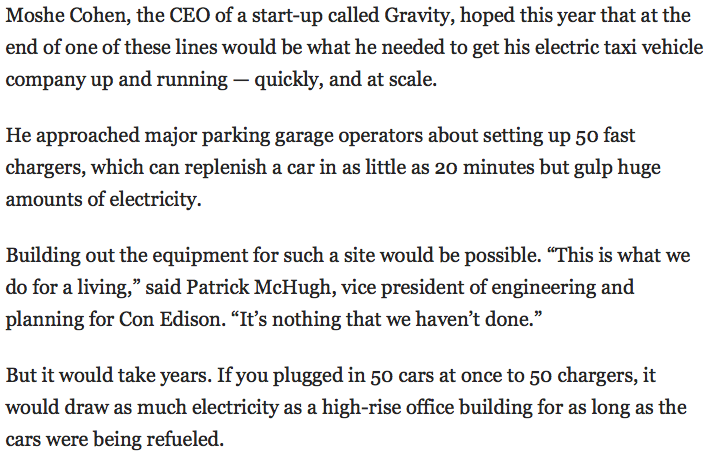 Moshe Cohen, the CEO of a start-up called Gravity, hoped this year that at the
end of one of these lines would be what he needed to get his electric taxi vehicle
company up and running — quickly, and at scale.
He approached major parking garage operators about setting up 50 fast
chargers, which can replenish a car in as little as 20 minutes but gulp huge
amounts of electricity.
Building out the equipment for such a site would be possible. “This is what we
do for a living,” said Patrick McHugh, vice president of engineering and
planning for Con Edison. “It’s nothing that we haven’t done.”
But it would take years. If you plugged in 50 cars at once to 50 chargers, it
would draw as much electricity as a high-rise office building for as long as the
cars were being refueled.